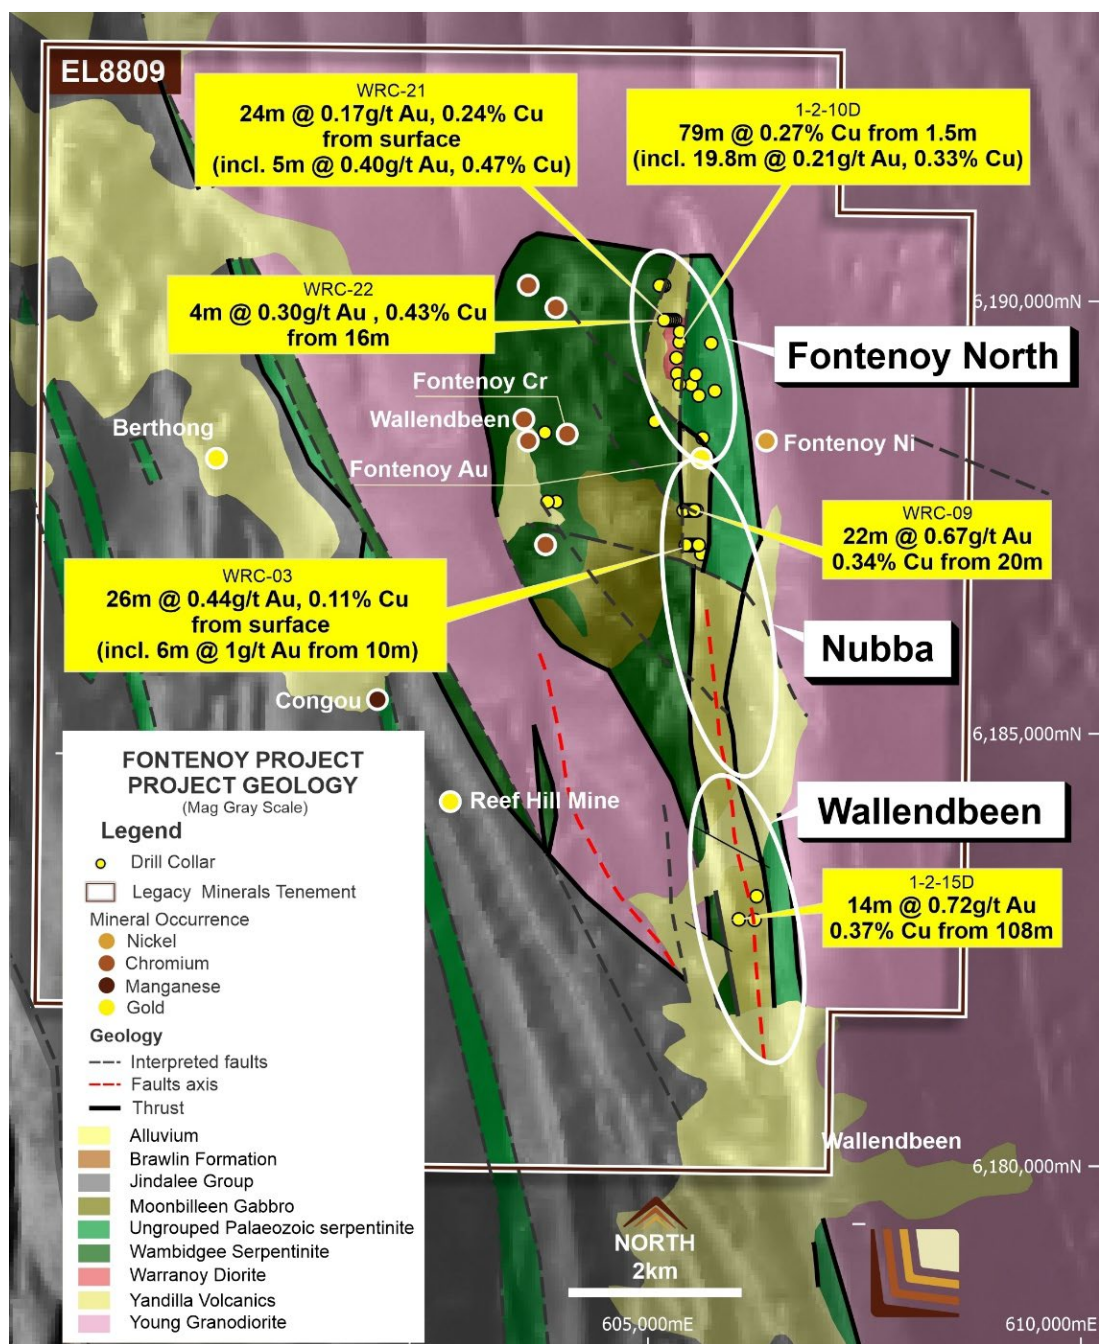 EL8809
WRC-21
24m @ 0.17g/t Au, 0.24% Cu
from surface
(incl. 5m @ 0.40g/t Au, 0.47% Cu)
1-2-10D
79m @ 0.27% Cu from 1.5m
(incl. 19.8m @ 0.21g/t Au, 0.33% Cu)
WRC-22
4m @ 0.30g/t Au , 0.43% Cu
from 16m
6,190,000mN
Fontenoy North
Fontenoy Cr
Wallendbeen
Berthong
Fontenoy Au
Fontenoy Ni
WRC-09
22m @ 0.67g/t Au
0.34% Cu from 20m
WRC-03
26m @ 0.44g/t Au, 0.11% Cu
from surface
(incl. 6m @ 1g/t Au from 10m)
Nubba
Congou
6,185,000mN
Reef Hill Mine
Wallendbeen
1-2-15D
14m @ 0.72g/t Au
0.37% Cu from 108m
FONTENOY PROJECT
PROJECT GEOLOGY
(Mag Gray Scale)
Legend
Drill Collar
Legacy Minerals Tenement
Mineral Occurrence
Nickel
Chromium
Manganese
Gold
Geology
Interpreted faults
Faults axis
Thrust
Alluvium
Brawlin Formation
Jindalee Group
Moonbilleen Gabbro
Ungrouped Palaeozoic serpentinite
Wambidgee Serpentinite
Warranoy Diorite
Yandilla Volcanics
Young Granodiorite
Wallendbeen
6,180,000mN
NORTH
2km
605,000mE
610,000mE